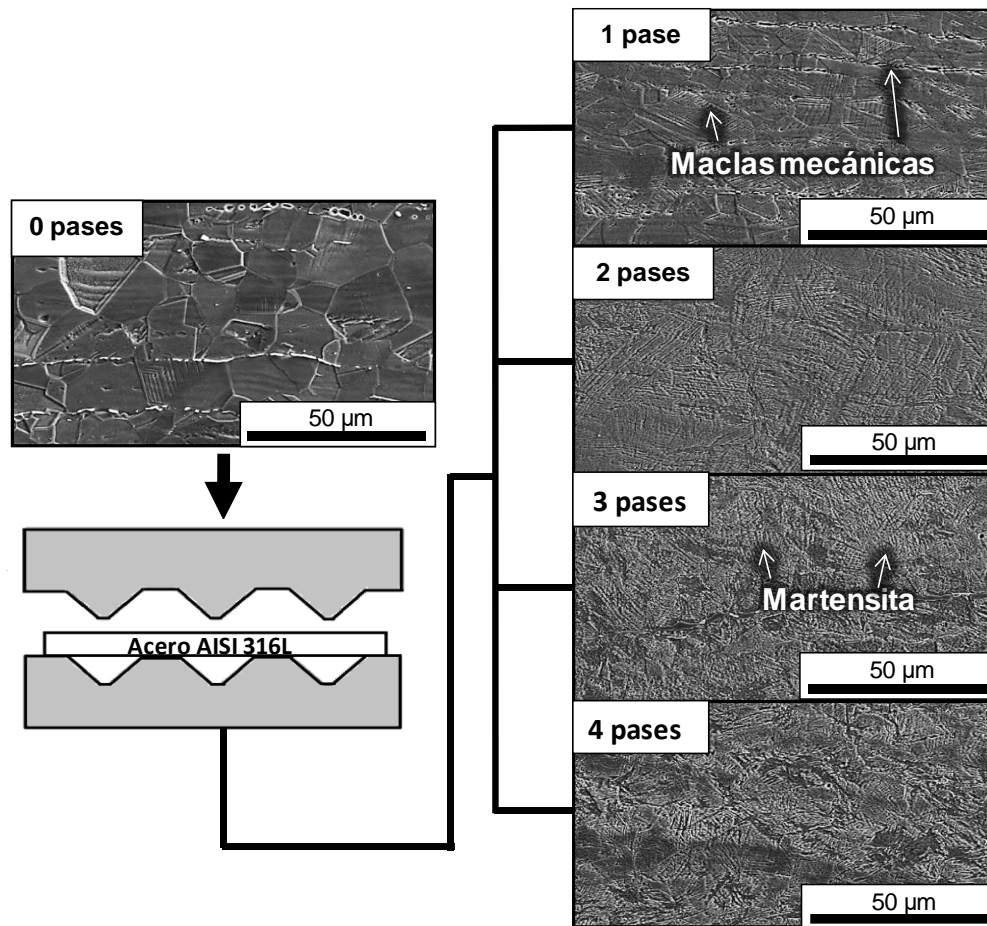 0 pases
50 µm
Acero AISI 316L
1 pase
Maclas mecánicas
50 µm
2 pases
50 µm
3 pases
Martensita
50 µm
4 pases
50 µm